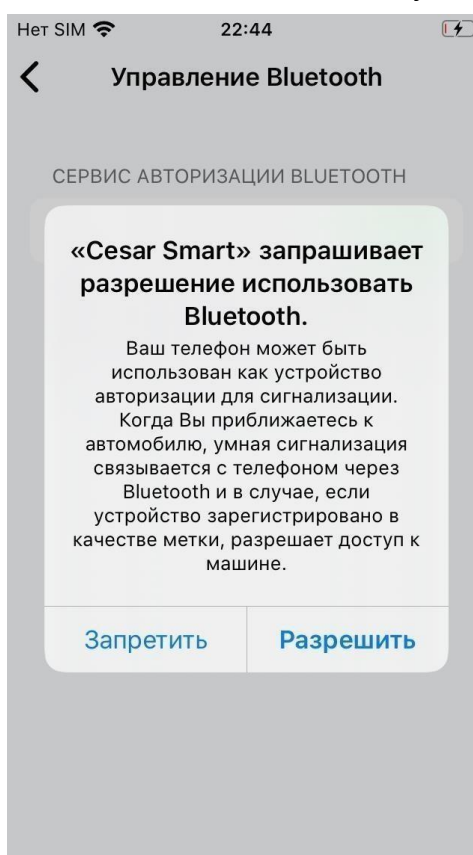 Нет SIM 22:44
Управление Bluetooth
СЕРВИС АВТОРИЗАЦИИ BLUETOOTH
«Cesar Smart» запрашивает
разрешение использовать
Bluetooth.
Ваш телефон может быть
использован как устройство
авторизации для сигнализации.
Когда Вы приближаетесь к
автомобилю, умная сигнализация
связывается с телефоном через
Bluetooth и в случае, если
устройство зарегистрировано в
качестве метки, разрешает доступ к
машине.
Запретить Разрешить